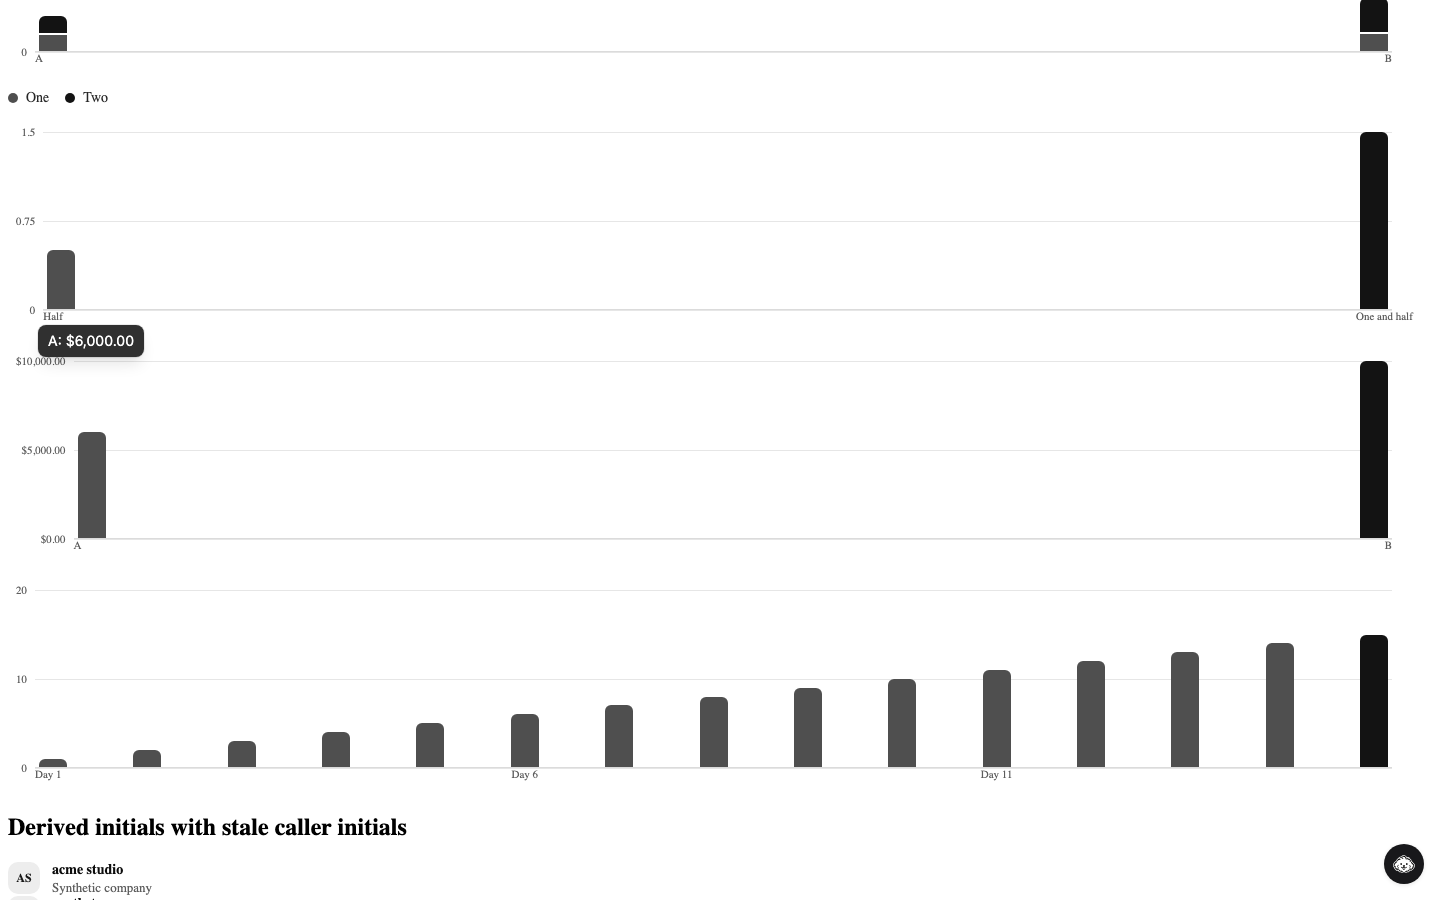 0
A
B
One
Two
1.5
0.75
0
Half
One and half
A: $6,000.00
$10,000.00
$5,000.00
$0.00
A
B
20
10
0
Day 1
Day 6
Day 11
Derived initials with stale caller initials
AS
acme studio
Synthetic company